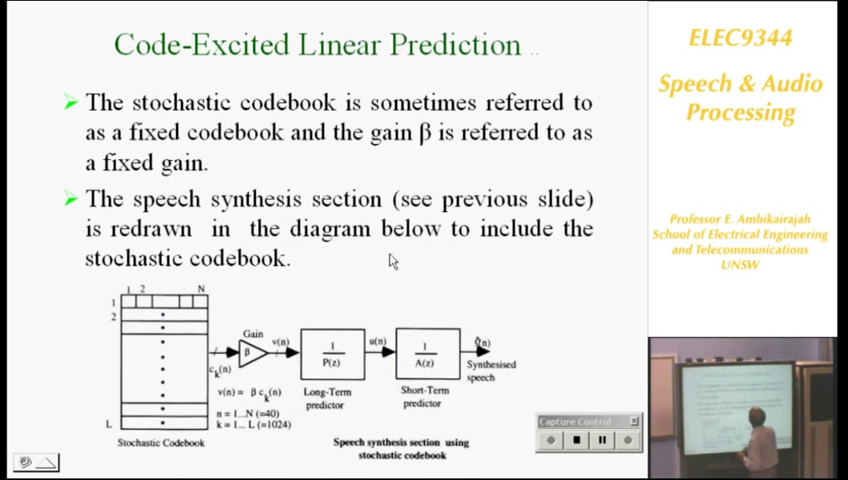 Code-Excited Linear Prediction ..
The stochastic codebook is sometimes referred to
as a fixed codebook and the gain β is referred to as
a fixed gain.
The speech synthesis section (see previous slide)
is redrawn in the diagram below to include the
stochastic codebook.
1 2 N
1
2
L
Stochastic Codebook
c_k(n)
Gain
β
v(n)
v(n) = β c_k(n)
n = 1...N (=40)
k = 1... L (=1024)
1
P(z)
Long-Term
predictor
u(n)
1
A(z)
Short-Term
predictor
ŝ(n)
Synthesised
speech
Speech synthesis section using
stochastic codebook
Capture Control
ELEC9344
Speech & Audio
Processing
Professor E. Ambikairajah
School of Electrical Engineering
and Telecommunications
UNSW